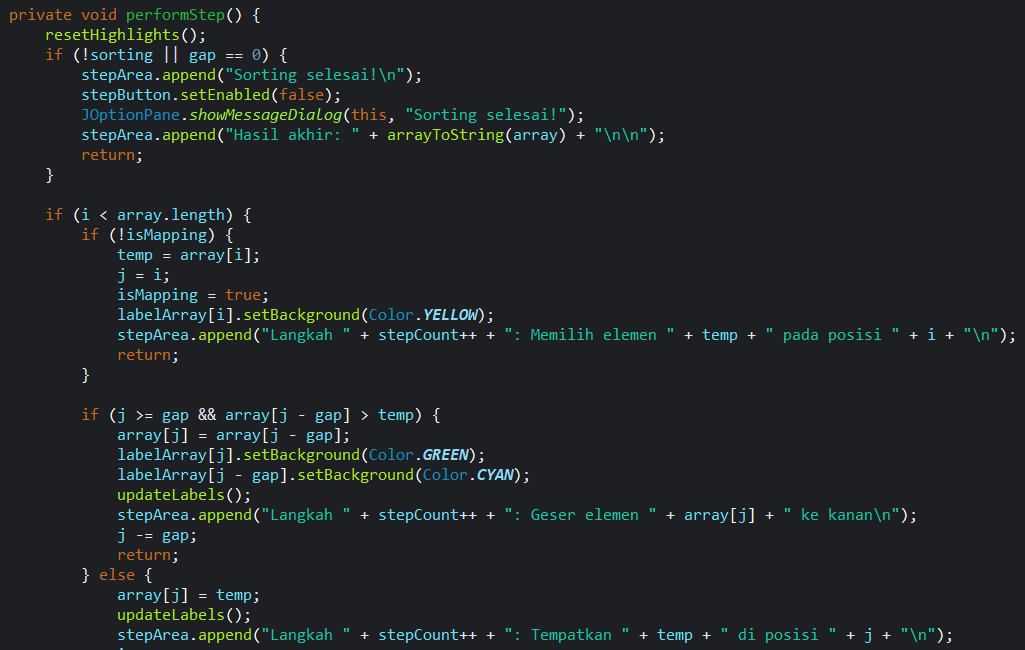 private void performStep() {
    resetHighlights();
    if (!sorting || gap == 0) {
        stepArea.append("Sorting selesai!\n");
        stepButton.setEnabled(false);
        JOptionPane.showMessageDialog(this, "Sorting selesai!");
        stepArea.append("Hasil akhir: " + arrayToString(array) + "\n\n");
        return;
    }

    if (i < array.length) {
        if (!isMapping) {
            temp = array[i];
            j = i;
            isMapping = true;
            labelArray[i].setBackground(Color.YELLOW);
            stepArea.append("Langkah " + stepCount++ + ": Memilih elemen " + temp + " pada posisi " + i + "\n");
            return;
        }

        if (j >= gap && array[j - gap] > temp) {
            array[j] = array[j - gap];
            labelArray[j].setBackground(Color.GREEN);
            labelArray[j - gap].setBackground(Color.CYAN);
            updateLabels();
            stepArea.append("Langkah " + stepCount++ + ": Geser elemen " + array[j] + " ke kanan\n");
            j -= gap;
            return;
        } else {
            array[j] = temp;
            updateLabels();
            stepArea.append("Langkah " + stepCount++ + ": Tempatkan " + temp + " di posisi " + j + "\n");